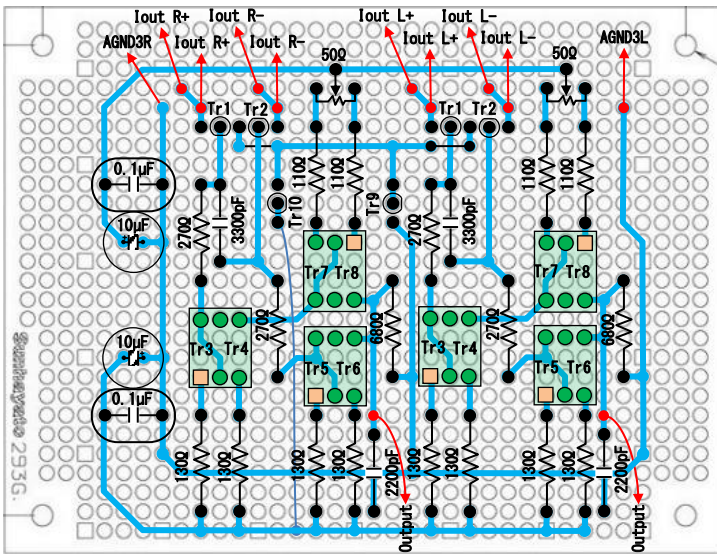 Iout R+ Iout R- Iout L+ Iout L-
AGND3R Iout R+ Iout R- Iout L+ Iout L- AGND3L
50Ω 50Ω
Tr1 Tr2 Tr1 Tr2
0.1μF 110Ω 110Ω 110Ω 110Ω
10μF 270Ω 3300pF Tr10 Tr9 270Ω 3300pF
Tr7 Tr8 Tr7 Tr8
10μF Tr3 Tr4 270Ω Tr5 Tr6 680Ω Tr3 Tr4 270Ω Tr5 Tr6 680Ω
0.1μF
Sunhayato 293G.
130Ω 130Ω 130Ω 130Ω 2200pF 130Ω 130Ω 130Ω 130Ω 2200pF
Output Output